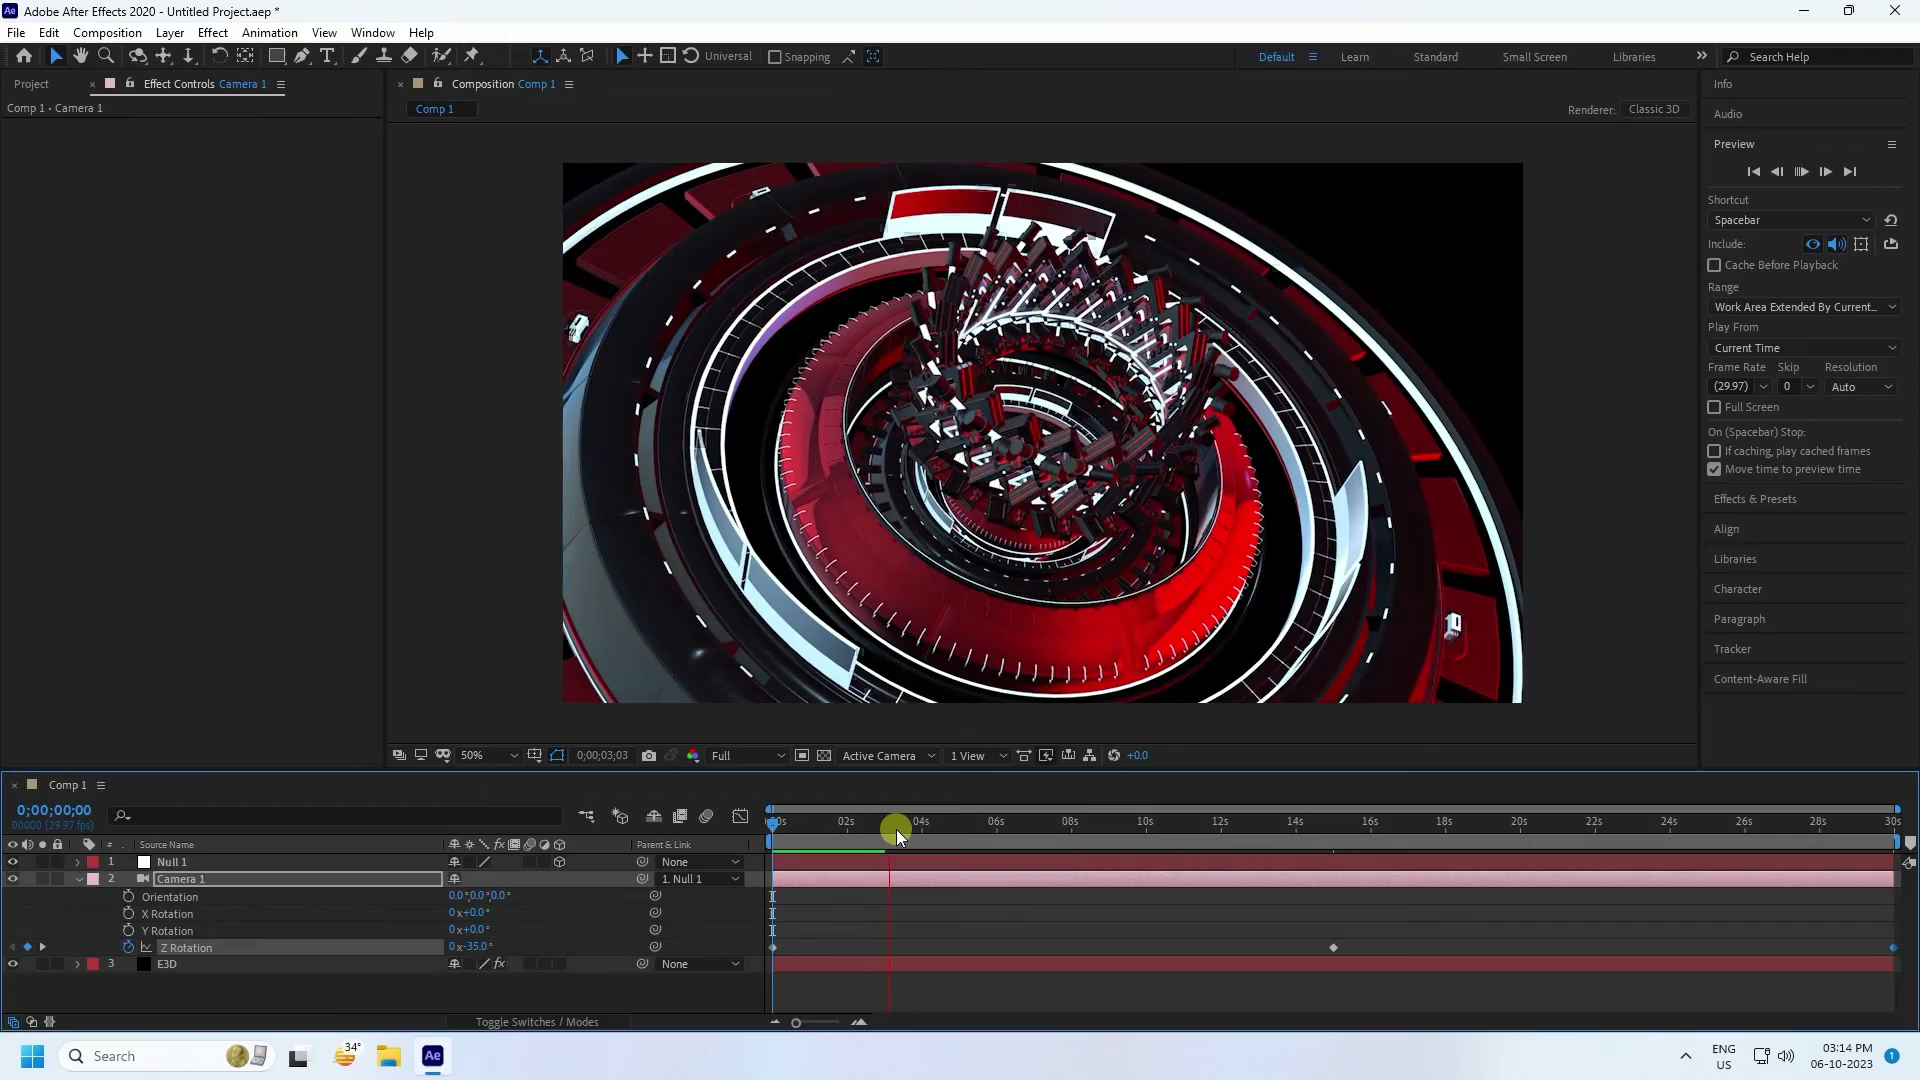 Adobe After Effects 2020 - Untitled Project.aep *
File Edit Composition Layer Effect Animation View Window Help
Universal Snapping Default Learn Standard Small Screen Libraries Search Help
Project Effect Controls Camera 1 Composition Comp 1 Info
Comp 1 • Camera 1
Comp 1 Renderer: Classic 3D
Audio
Preview
Shortcut
Spacebar
Include:
Cache Before Playback
Range
Work Area Extended By Current...
Play From
Current Time
Frame Rate Skip Resolution
(29.97) 0 Auto
Full Screen
On (Spacebar) Stop:
If caching, play cached frames
Move time to preview time
Effects & Presets
Align
Libraries
Character
Paragraph
Tracker
Content-Aware Fill
50% 0;00;03;03 Full Active Camera 1 View +0.0
Comp 1
0;00;00;00
00000 (29.97 fps)
02s 04s 06s 08s 10s 12s 14s 16s 18s 20s 22s 24s 26s 28s 30s
# Source Name Parent & Link
1 Null 1 None
2 Camera 1 1. Null 1
Orientation 0.0°,0.0°,0.0°
X Rotation 0x+0.0°
Y Rotation 0x+0.0°
Z Rotation 0x-35.0°
3 E3D fx None
Toggle Switches / Modes
Search 34° Ae ENG US 03:14 PM 06-10-2023 1